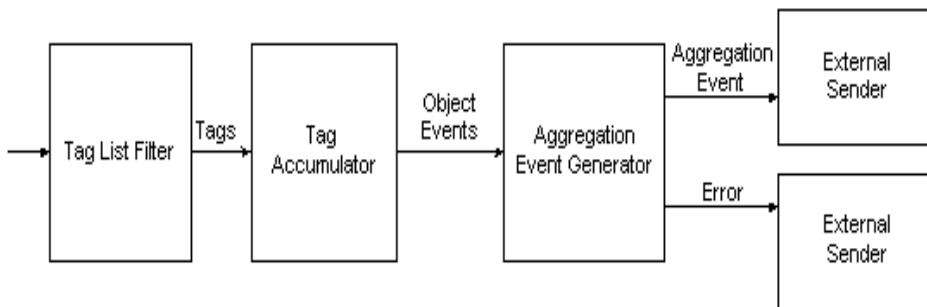 Tag List Filter
Tags
Tag
Accumulator
Object
Events
Aggregation
Event Generator
Aggregation
Event
External
Sender
Error
External
Sender